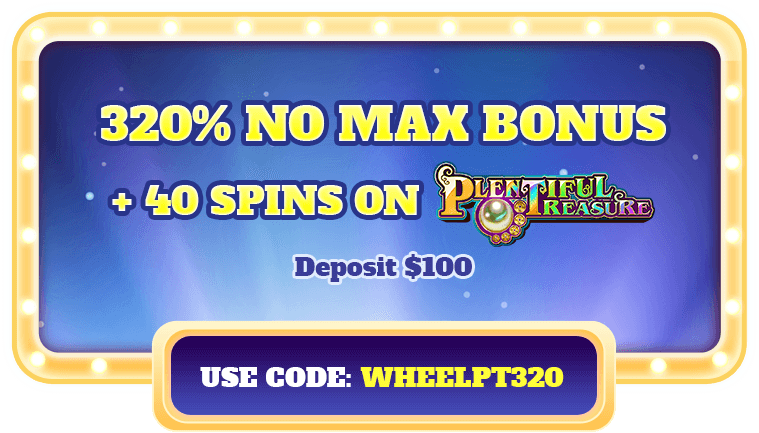 320% NO MAX BONUS
+ 40 SPINS ON PLENTIFUL TREASURE
Deposit $100
USE CODE: WHEELPT320